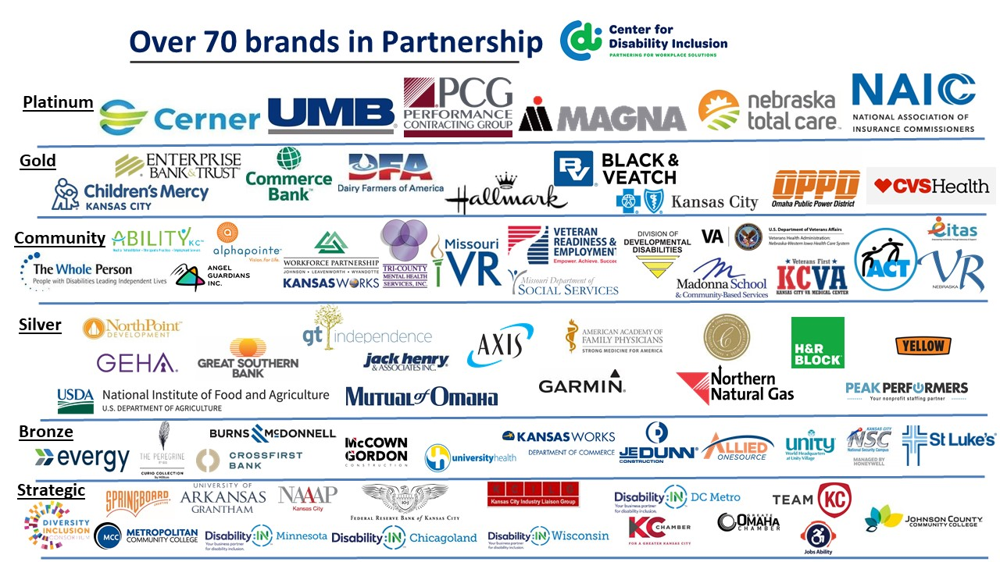 Over 70 brands in Partnership
Center for
Disability Inclusion
PARTNERING FOR WORKPLACE SOLUTIONS
Platinum
Cerner
UMB
PCG
PERFORMANCE
CONTRACTING GROUP
MAGNA
nebraska
total care
NAIC
NATIONAL ASSOCIATION OF
INSURANCE COMMISSIONERS
Gold
ENTERPRISE
BANK & TRUST
Children's Mercy
KANSAS CITY
Commerce
Bank
DFA
Dairy Farmers of America
Hallmark
BV
BLACK &
VEATCH
Kansas City
OPPD
Omaha Public Power District
CVSHealth
Community
ABILITY KC
The Whole Person
People with Disabilities Leading Independent Lives
alphapointe
Vision. For Life.
ANGEL
GUARDIANS
INC.
WORKFORCE PARTNERSHIP
JOHNSON • LEAVENWORTH • WYANDOTTE
KANSASWORKS
TRI-COUNTY
MENTAL HEALTH
SERVICES, INC.
Missouri
VR
VETERAN
READINESS &
EMPLOYMENT
Empower. Achieve. Succee
Missouri Department of
SOCIAL SERVICES
DIVISION OF
DEVELOPMENTAL
DISABILITIES
VA
U.S. Department of Veterans Affairs
Veterans Health Administration:
Nebraska-Western Iowa Health Care System
Madonna School
& Community-Based Services
Veterans First
KCVA
KANSAS CITY VA MEDICAL CENTER
ACT
eitas
VR
NEBRASKA
Silver
NorthPoint
DEVELOPMENT
GEHA
GREAT SOUTHERN
BANK
gt independence
jack henry
& ASSOCIATES INC.
AXIS
AMERICAN ACADEMY OF
FAMILY PHYSICIANS
STRONG MEDICINE FOR AMERICA
C
H&R
BLOCK
YELLOW
USDA
National Institute of Food and Agriculture
U.S. DEPARTMENT OF AGRICULTURE
Mutual of Omaha
GARMIN
Northern
Natural Gas
PEAK PERFORMERS
Your nonprofit staffing partner
Bronze
evergy
THE PEREGRINE
CURIO COLLECTION
by Hilton
BURNS McDONNELL
CROSSFIRST
BANK
McCOWN
GORDON
CONSTRUCTION
universityhealth
KANSASWORKS
DEPARTMENT OF COMMERCE
JE DUNN
CONSTRUCTION
ALLIED
ONESOURCE
unity
World Headquarters
at Unity Village
KANSAS CITY
NSC
National Security Campus
MANAGED BY
HONEYWELL
St Luke's
Strategic
DIVERSITY
INCLUSION
CONSORTIUM
SPRINGBOARD
CREATIVE
MCC
METROPOLITAN
COMMUNITY COLLEGE
UNIVERSITY OF
ARKANSAS
GRANTHAM
NAAAP
Kansas City
Disability:IN Minnesota
Your business partner
for disability inclusion.
FEDERAL RESERVE BANK of KANSAS CITY
Disability:IN Chicagoland
Kansas City Industry Liaison Group
Disability:IN Wisconsin
Your business partner
for disability inclusion.
Disability:IN DC Metro
Your business partner
for disability inclusion.
KC CHAMBER
FOR A GREATER KANSAS CITY
TEAM KC
GREATER
OMAHA
CHAMBER
Jobs Ability
JOHNSON COUNTY
COMMUNITY COLLEGE